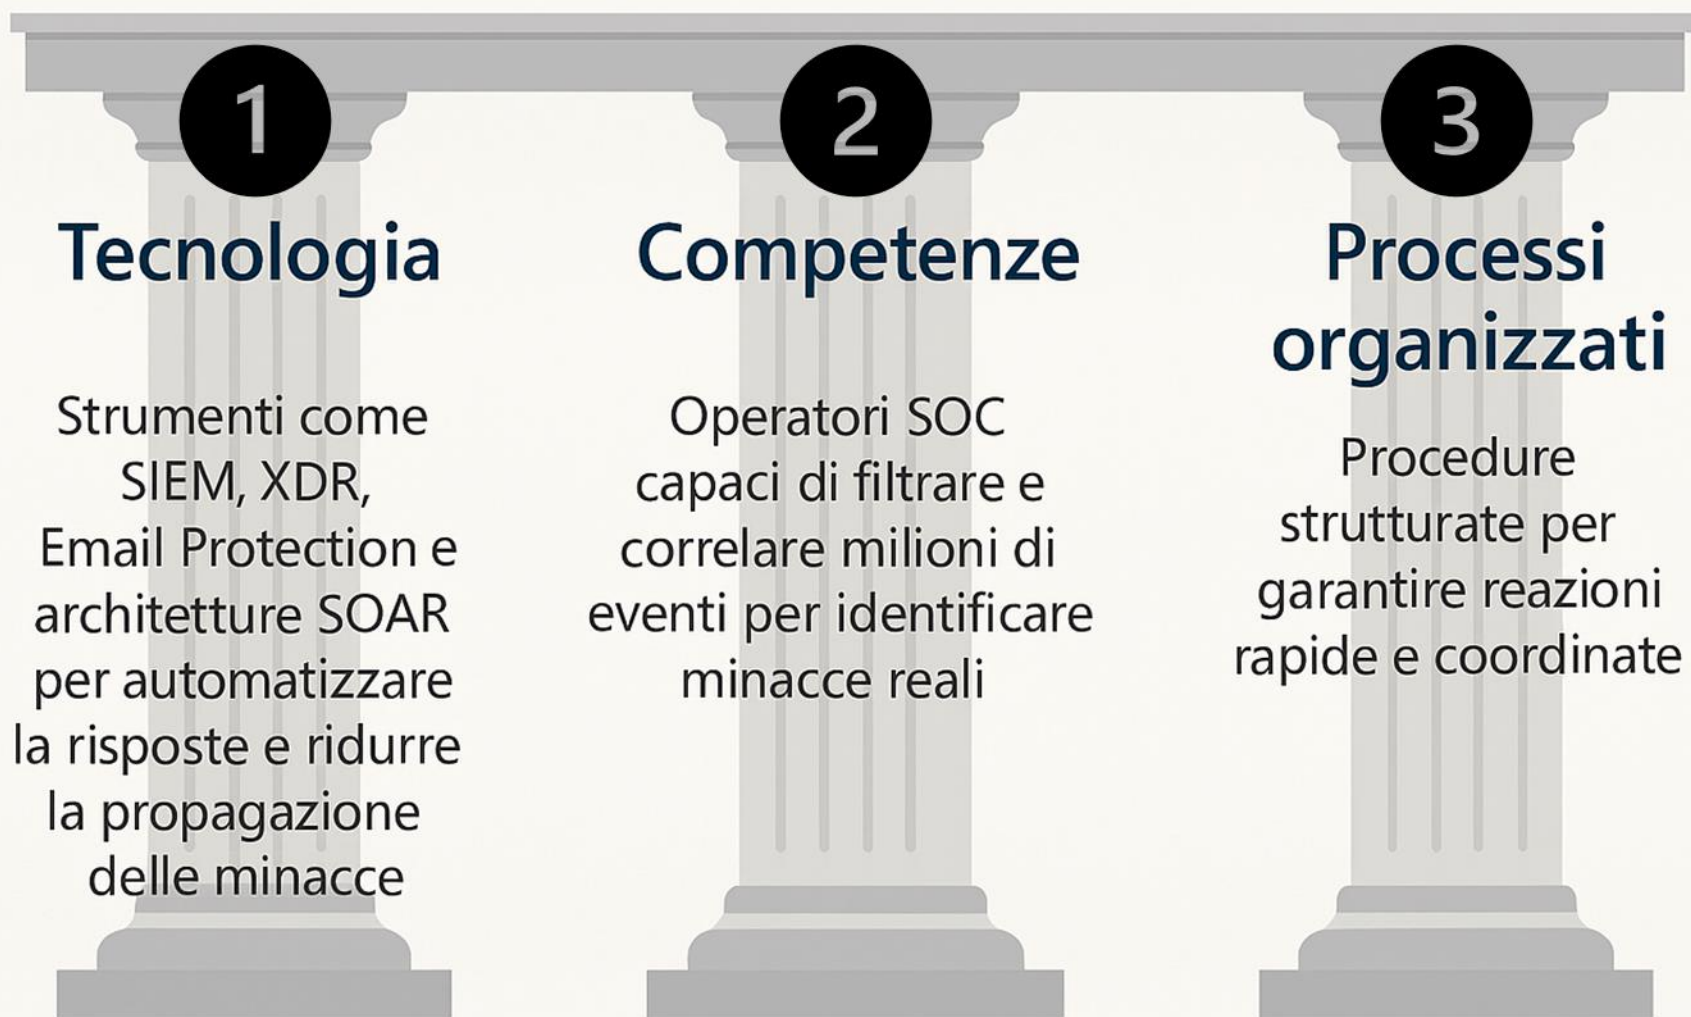 1
Tecnologia
Strumenti come
SIEM, XDR,
Email Protection e
architetture SOAR
per automatizzare
la risposte e ridurre
la propagazione
delle minacce
2
Competenze
Operatori SOC
capaci di filtrare e
correlare milioni di
eventi per identificare
minacce reali
3
Processi
organizzati
Procedure
strutturate per
garantire reazioni
rapide e coordinate